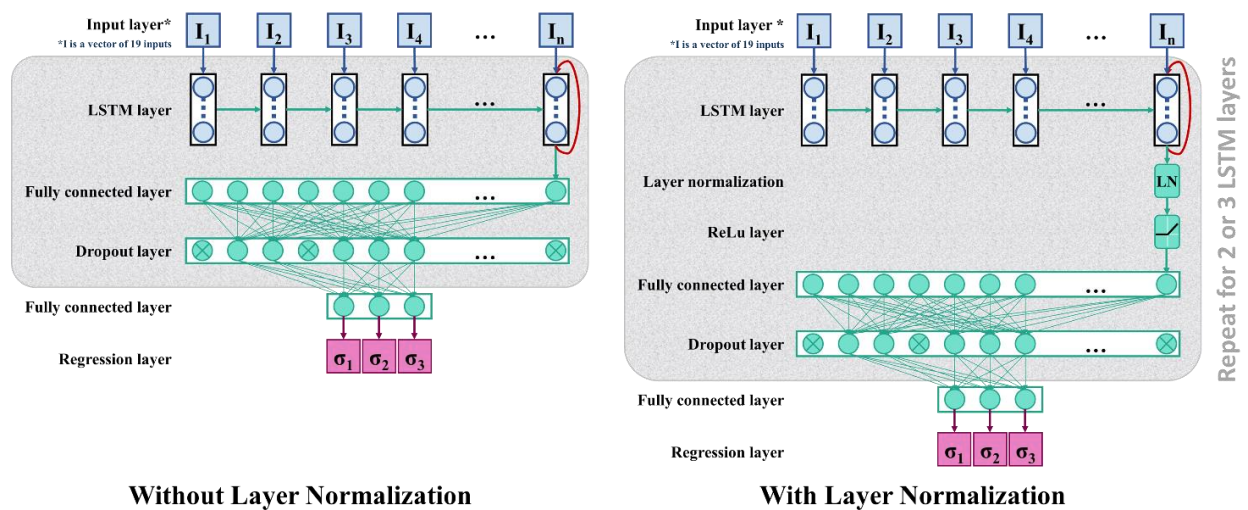 Input layer*
*I is a vector of 19 inputs
I1 I2 I3 I4 ... In
LSTM layer
...
Fully connected layer
...
Dropout layer
...
Fully connected layer
Regression layer
σ1 σ2 σ3
Without Layer Normalization
Input layer *
*I is a vector of 19 inputs
I1 I2 I3 I4 ... In
LSTM layer
...
Layer normalization
LN
ReLu layer
Fully connected layer
...
Dropout layer
...
Fully connected layer
Regression layer
σ1 σ2 σ3
With Layer Normalization
Repeat for 2 or 3 LSTM layers